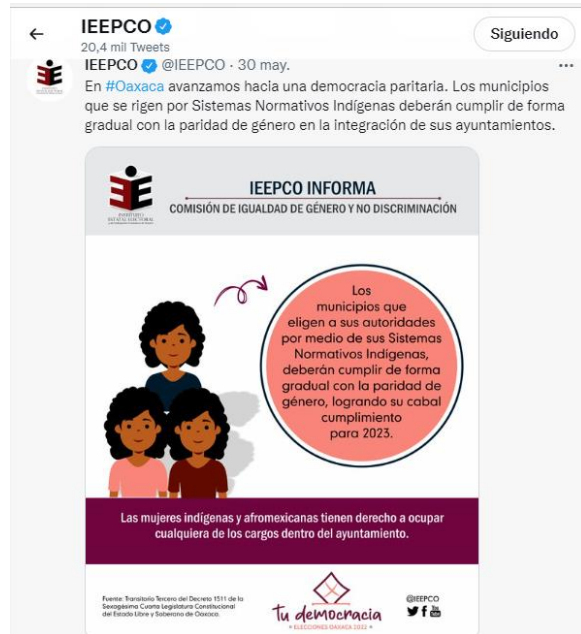 IEEPCO
20,4 mil Tweets
Siguiendo
IEEPCO @IEEPCO · 30 may.
En #Oaxaca avanzamos hacia una democracia paritaria. Los municipios
que se rigen por Sistemas Normativos Indígenas deberán cumplir de forma
gradual con la paridad de género en la integración de sus ayuntamientos.
IEEPCO INFORMA
COMISIÓN DE IGUALDAD DE GÉNERO Y NO DISCRIMINACIÓN
INSTITUTO
ESTATAL ELECTORAL
Los
municipios que
eligen a sus autoridades
por medio de sus Sistemas
Normativos Indígenas,
deberán cumplir de forma
gradual con la paridad de
género, logrando su cabal
cumplimiento
para 2023.
Las mujeres indígenas y afromexicanas tienen derecho a ocupar
cualquiera de los cargos dentro del ayuntamiento.
Fuente: Transitorio Tercero del Decreto 1511 de la
Sexagésima Cuarta Legislatura Constitucional
del Estado Libre y Soberano de Oaxaca.
Tu democracia
• ELECCIONES OAXACA 2022 •
@IEEPCO